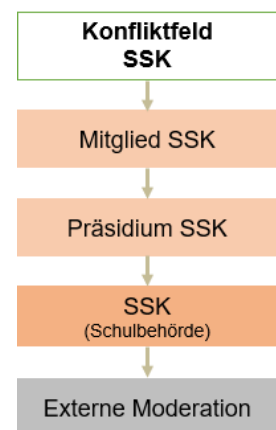 Konfliktfeld
SSK
Mitglied SSK
Präsidium SSK
SSK
(Schulbehörde)
Externe Moderation